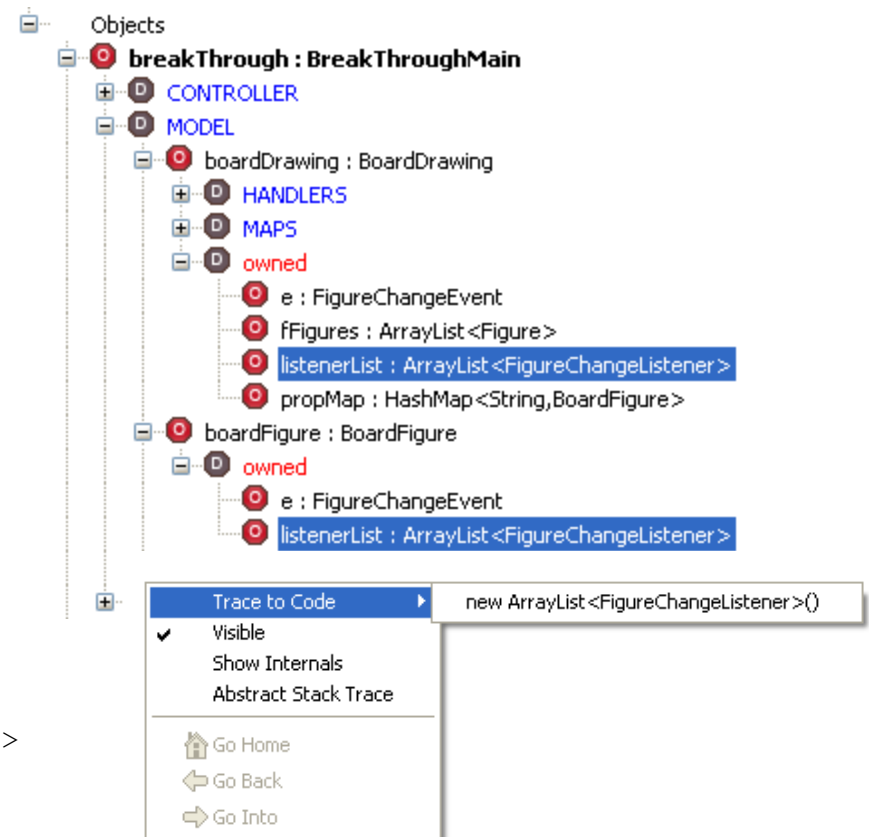 Objects
O breakThrough : BreakThroughMain
D CONTROLLER
D MODEL
O boardDrawing : BoardDrawing
D HANDLERS
D MAPS
D owned
O e : FigureChangeEvent
O fFigures : ArrayList<Figure>
O listenerList : ArrayList<FigureChangeListener>
O propMap : HashMap<String,BoardFigure>
O boardFigure : BoardFigure
D owned
O e : FigureChangeEvent
O listenerList : ArrayList<FigureChangeListener>
Trace to Code new ArrayList<FigureChangeListener>()
Visible
Show Internals
Abstract Stack Trace
>
Go Home
Go Back
Go Into